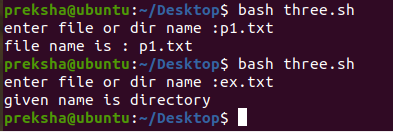 preksha@ubuntu:~/Desktop$ bash three.sh
enter file or dir name :p1.txt
file name is : p1.txt
preksha@ubuntu:~/Desktop$ bash three.sh
enter file or dir name :ex.txt
given name is directory
preksha@ubuntu:~/Desktop$